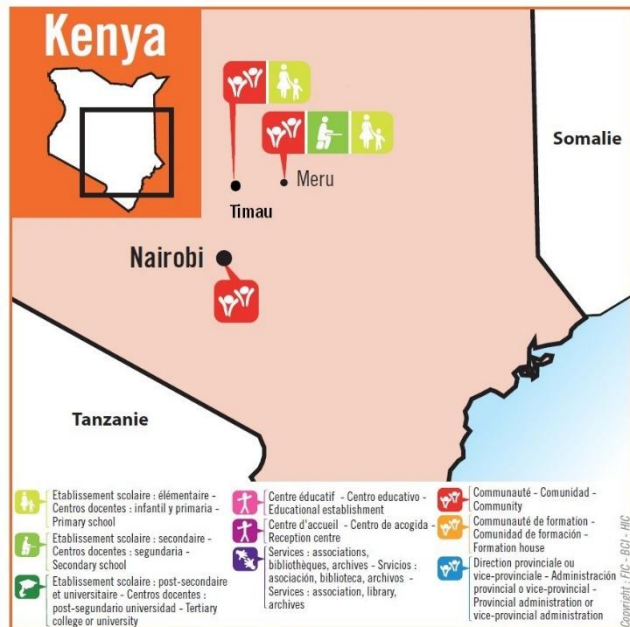 Kenya
Somalie
Meru
Timau
Nairobi
Tanzanie
Etablissement scolaire : élémentaire -
Centros docentes : infantil y primaria -
Primary school
Etablissement scolaire : secondaire -
Centros docentes : segundaria -
Secondary school
Etablissement scolaire : post-secondaire
et universitaire - Centros docentes :
post-segundario universidad - Tertiary
college or university
Centre éducatif - Centro educativo -
Educational establishment
Centre d'accueil - Centro de acogida -
Reception centre
Services : associations,
bibliothèques, archives - Srvicios :
asociación, biblioteca, archivos -
Services : association, library,
archives
Communauté - Comunidad -
Community
Communauté de formation -
Comunidad de formación -
Formation house
Direction provinciale ou
vice-provinciale - Administración
provincial o vice-provincial -
Provincial administration or
vice-provincial administration
Copyright : FIC - BCI - HIC